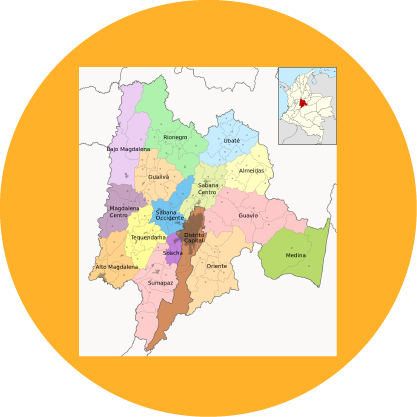 Rionegro
Ubaté
Bajo Magdalena
Almeidas
Gualivá
Sabana
Centro
Magdalena
Centro
Sabana
Occidente
Guavio
Tequendama
Distrito
Capital
Soacha
Medina
Alto Magdalena
Oriente
Sumapaz